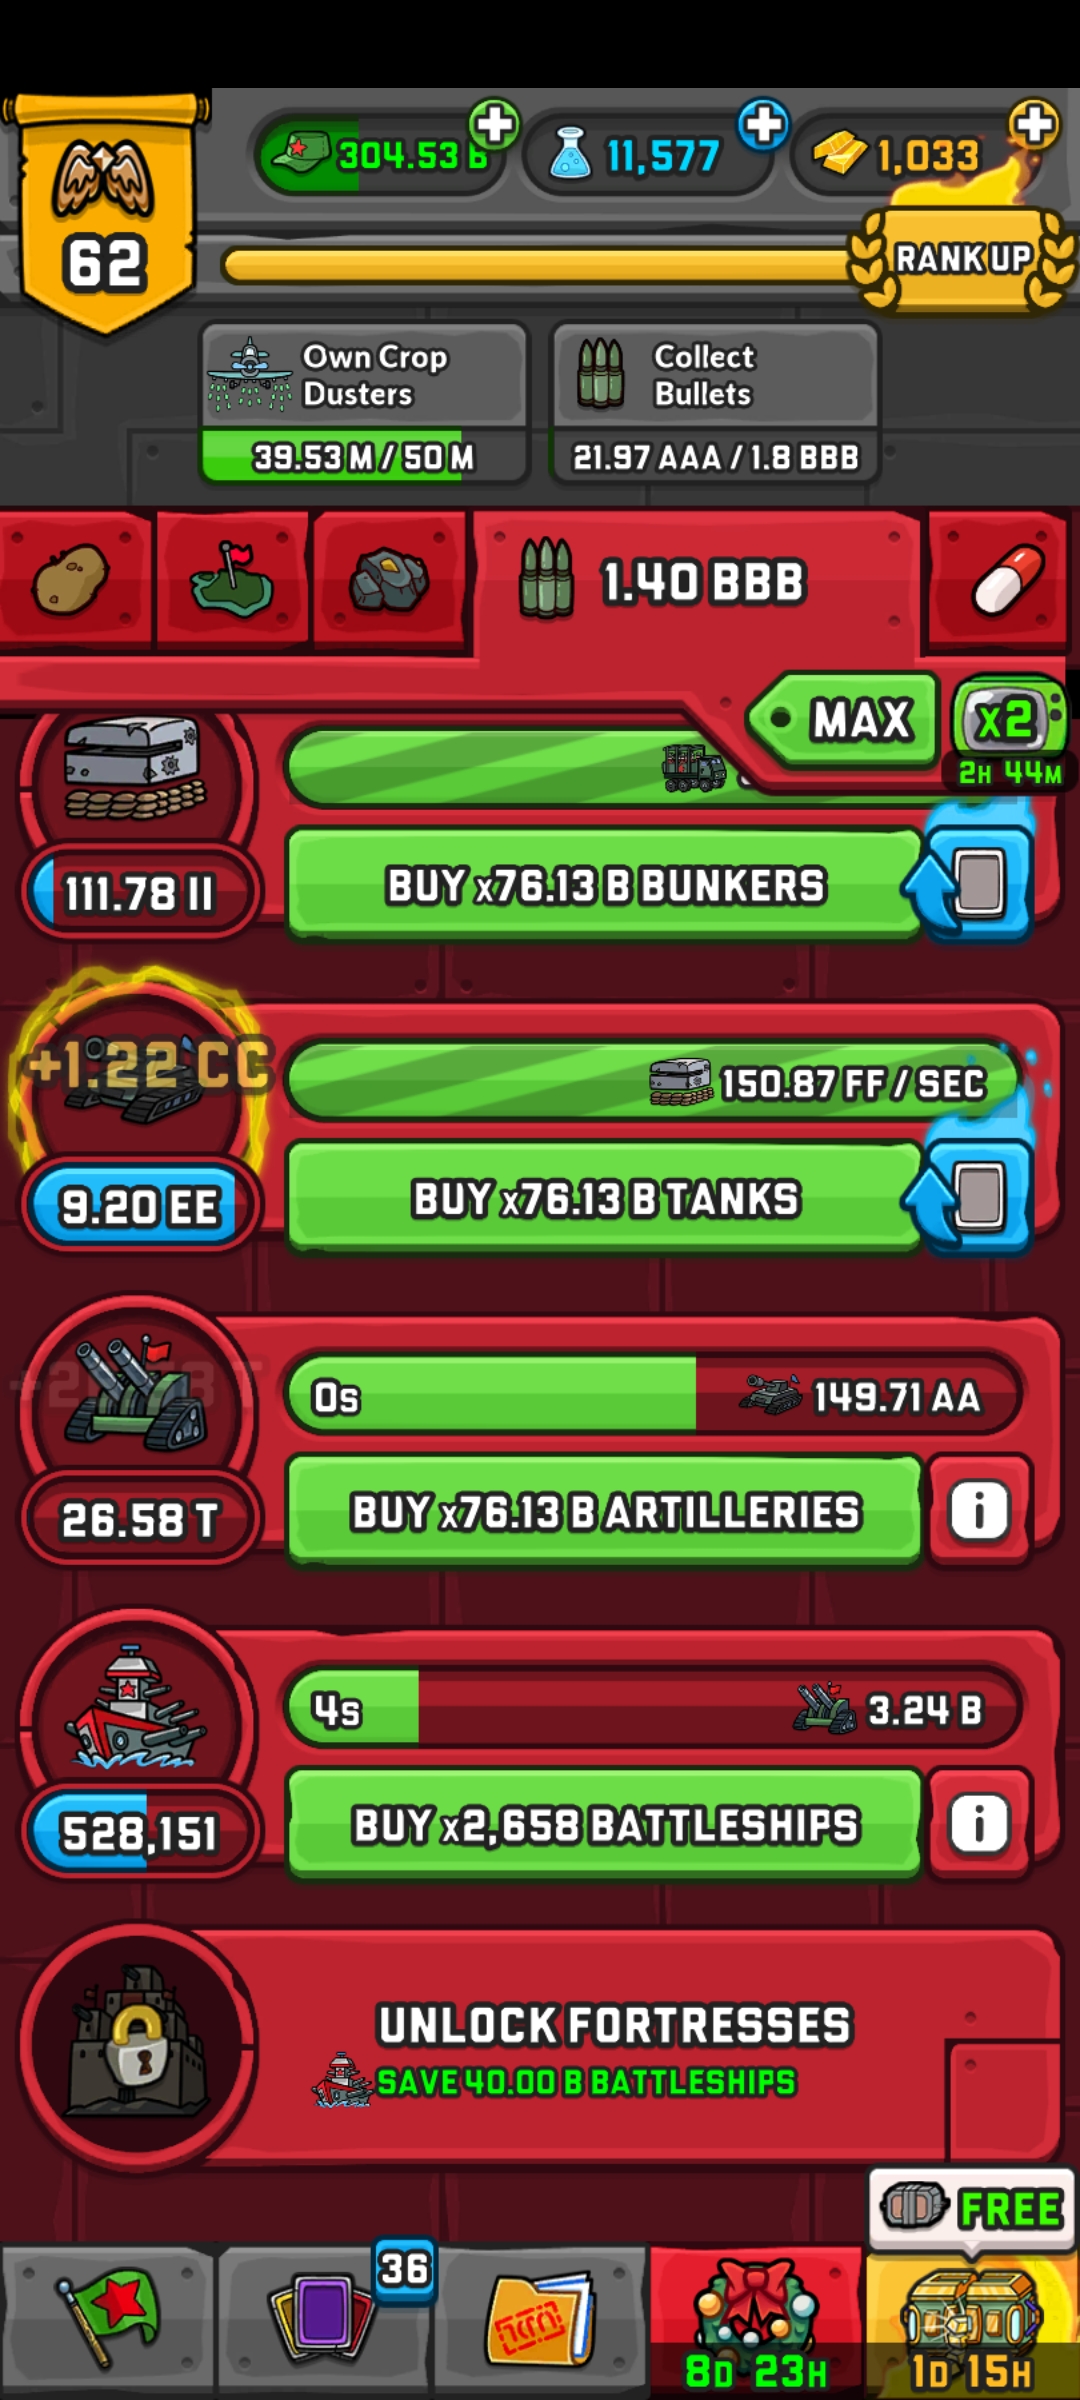 304.53 B
11,577
1,033
62
RANK UP
Own Crop
Dusters
39.53 M / 50 M
Collect
Bullets
21.97 AAA / 1.8 BBB
1.40 BBB
MAX
x2
2H 44M
111.78 II
BUY x76.13 B BUNKERS
+1.22 CC
150.87 FF / SEC
9.20 EE
BUY x76.13 B TANKS
0s
149.71 AA
26.58 T
BUY x76.13 B ARTILLERIES
i
4s
3.24 B
528,151
BUY x2,658 BATTLESHIPS
i
UNLOCK FORTRESSES
SAVE 40.00 B BATTLESHIPS
FREE
36
8D 23H
1D 15H